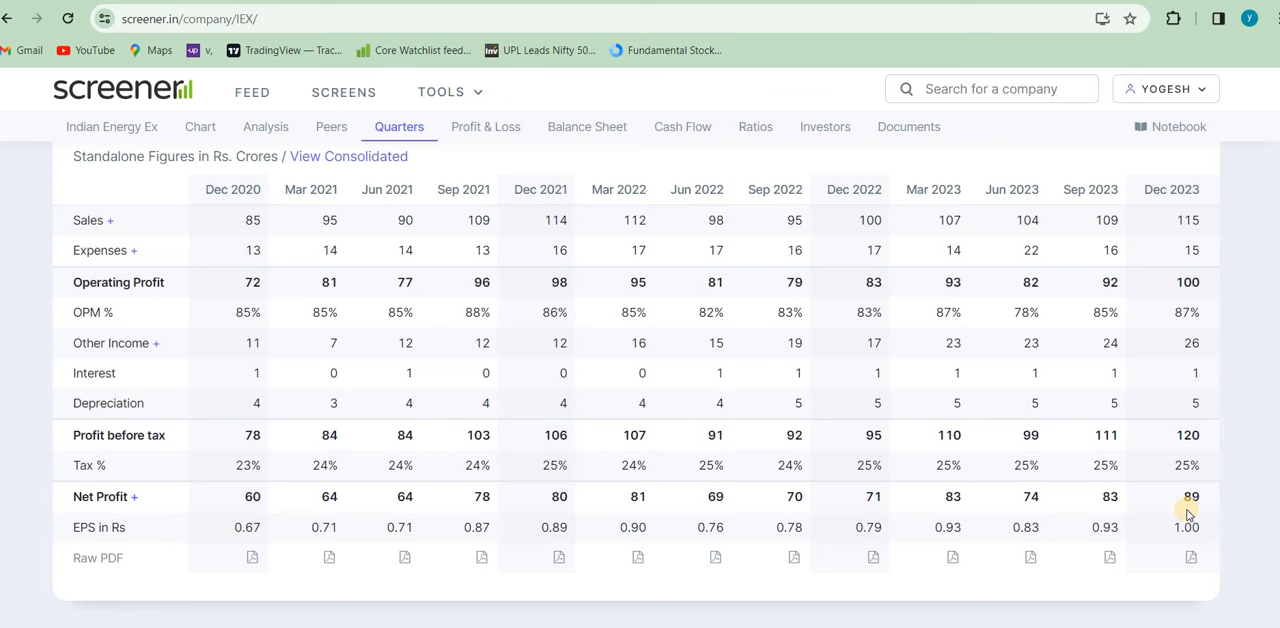 screener.in/company/IEX/
Y
Gmail YouTube Maps up v, TradingView — Trac... Core Watchlist feed... Inv UPL Leads Nifty 50... Fundamental Stock...
screener FEED SCREENS TOOLS Search for a company YOGESH
Indian Energy Ex Chart Analysis Peers Quarters Profit & Loss Balance Sheet Cash Flow Ratios Investors Documents Notebook
Standalone Figures in Rs. Crores / View Consolidated
Dec 2020 Mar 2021 Jun 2021 Sep 2021 Dec 2021 Mar 2022 Jun 2022 Sep 2022 Dec 2022 Mar 2023 Jun 2023 Sep 2023 Dec 2023
Sales + 85 95 90 109 114 112 98 95 100 107 104 109 115
Expenses + 13 14 14 13 16 17 17 16 17 14 22 16 15
Operating Profit 72 81 77 96 98 95 81 79 83 93 82 92 100
OPM % 85% 85% 85% 88% 86% 85% 82% 83% 83% 87% 78% 85% 87%
Other Income + 11 7 12 12 12 16 15 19 17 23 23 24 26
Interest 1 0 1 0 0 0 1 1 1 1 1 1 1
Depreciation 4 3 4 4 4 4 4 5 5 5 5 5 5
Profit before tax 78 84 84 103 106 107 91 92 95 110 99 111 120
Tax % 23% 24% 24% 24% 25% 24% 25% 24% 25% 25% 25% 25% 25%
Net Profit + 60 64 64 78 80 81 69 70 71 83 74 83 89
EPS in Rs 0.67 0.71 0.71 0.87 0.89 0.90 0.76 0.78 0.79 0.93 0.83 0.93 1.00
Raw PDF